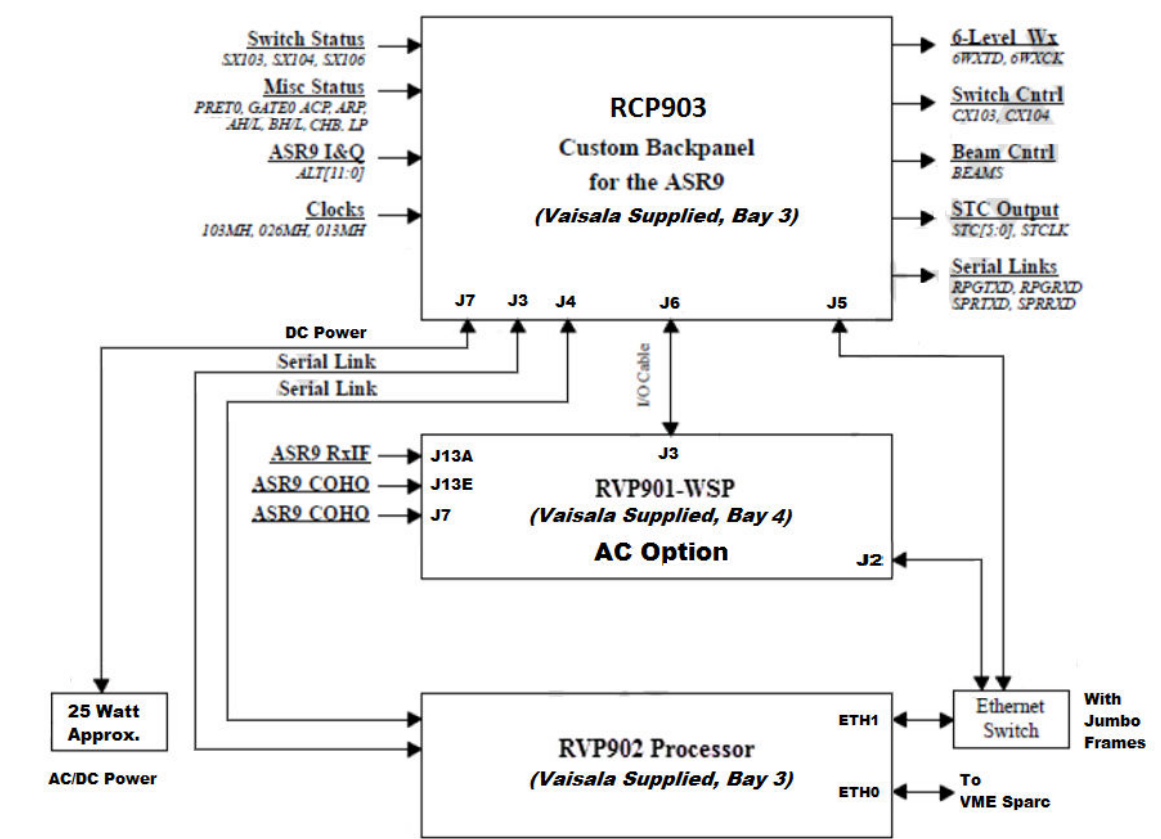 Switch Status
SX103, SX104, SX106
Misc Status
PRET0, GATE0 ACP, ARP,
AH/L, BH/L, CHB, LP
ASR9 I&Q
ALT[11:0]
Clocks
103MH, 026MH, 013MH
RCP903
Custom Backpanel
for the ASR9
(Vaisala Supplied, Bay 3)
6-Level Wx
6WXTD, 6WXCK
Switch Cntrl
CX103, CX104
Beam Cntrl
BEAMS
STC Output
STC[5:0], STCLK
Serial Links
RPGTXD, RPGRXD
SPRTXD, SPRRXD
J7 J3 J4 J6 J5
DC Power
Serial Link
Serial Link
I/O Cable
ASR9 RxIF
ASR9 COHO
ASR9 COHO
J13A
J13E
J7
J3
RVP901-WSP
(Vaisala Supplied, Bay 4)
AC Option
J2
25 Watt
Approx.
AC/DC Power
RVP902 Processor
(Vaisala Supplied, Bay 3)
ETH1
ETH0
Ethernet
Switch
With
Jumbo
Frames
To
VME Sparc